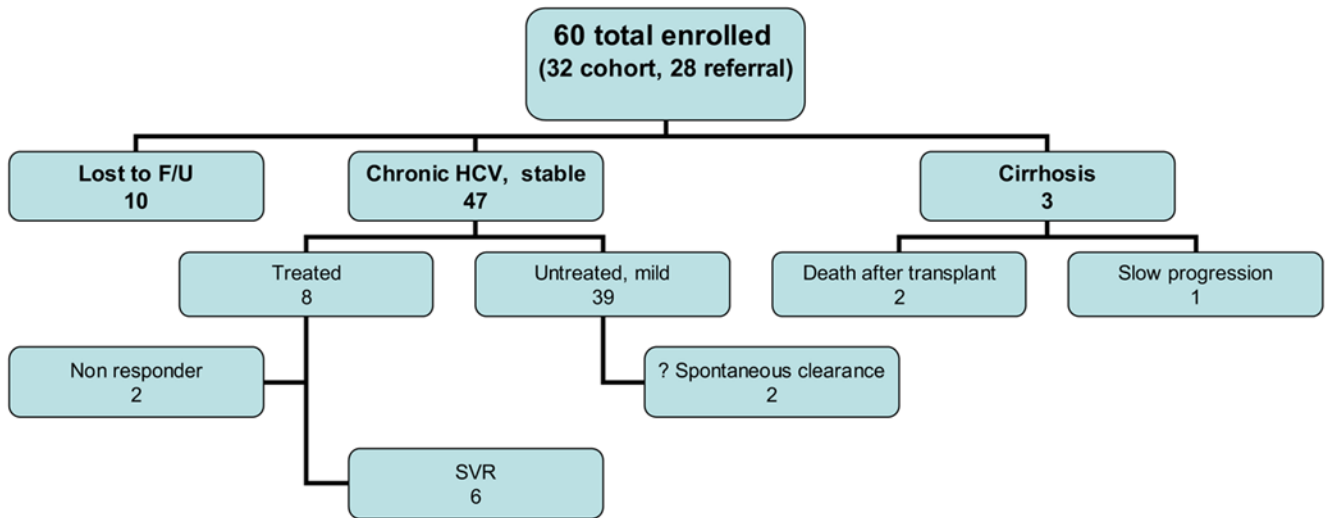 60 total enrolled
(32 cohort, 28 referral)
Lost to F/U
10
Chronic HCV, stable
47
Cirrhosis
3
Treated
8
Untreated, mild
39
Death after transplant
2
Slow progression
1
Non responder
2
? Spontaneous clearance
2
SVR
6